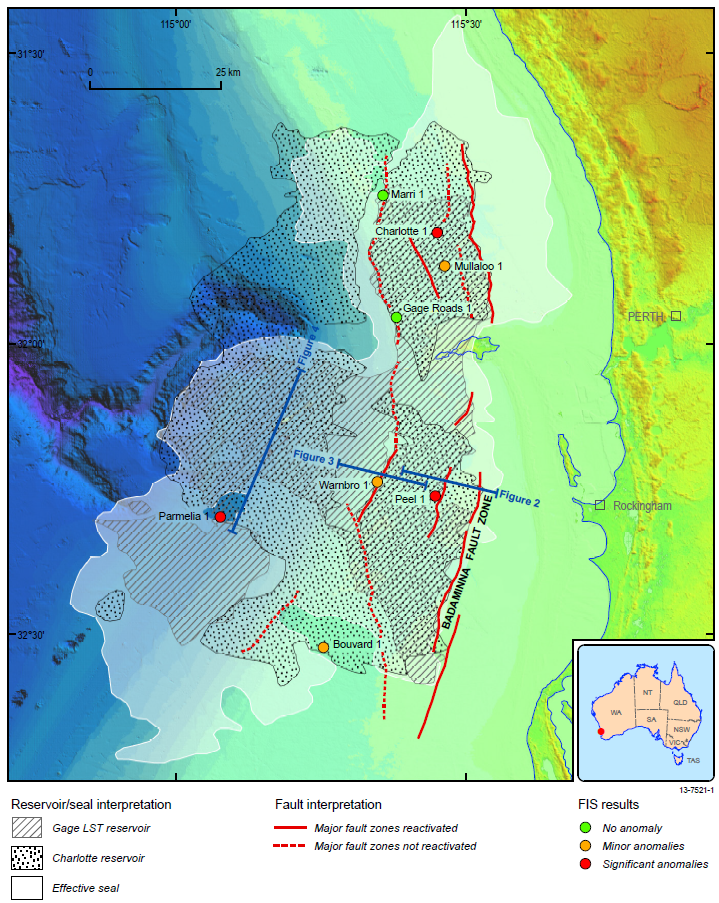 115°00'
115°30'
31°30'
0
25 km
Marri 1
Charlotte 1
Mullaloo 1
Gage Roads 1
PERTH
32°00'
Figure 4
Figure 3
Warnbro 1
Peel 1
Figure 2
Rockingham
Parmelia 1
BADAMINNA FAULT ZONE
32°30'
Bouvard 1
NT
QLD
WA
SA
NSW
VIC
TAS
13-7521-1
Reservoir/seal interpretation
Fault interpretation
FIS results
Gage LST reservoir
Major fault zones reactivated
No anomaly
Charlotte reservoir
Major fault zones not reactivated
Minor anomalies
Effective seal
Significant anomalies